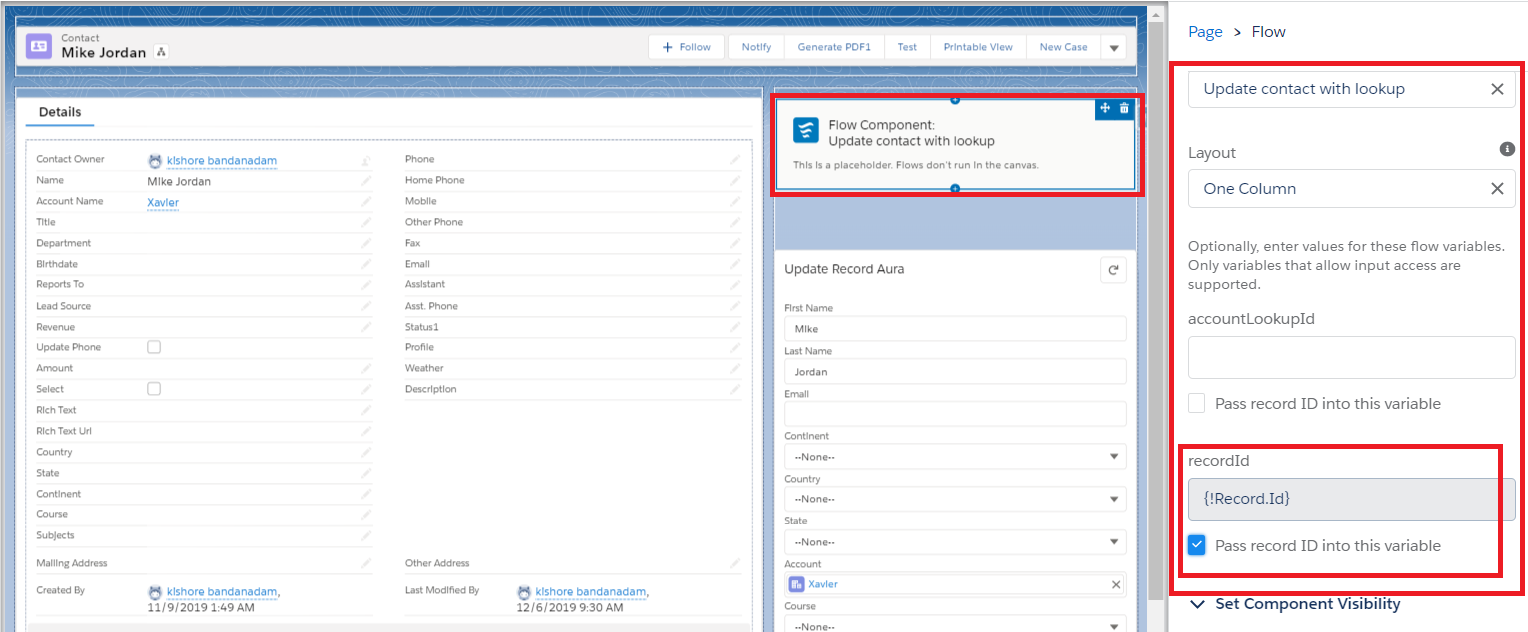 Contact
Mike Jordan
Follow
Notify
Generate PDF1
Test
Printable View
New Case
Details
Contact Owner
kishore bandanadam
Name
Mike Jordan
Account Name
Xavier
Title
Department
Birthdate
Reports To
Lead Source
Revenue
Update Phone
Amount
Select
Rich Text
Rich Text Url
Country
State
Continent
Course
Subjects
Mailing Address
Created By
kishore bandanadam,
11/9/2019 1:49 AM
Phone
Home Phone
Mobile
Other Phone
Fax
Email
Assistant
Asst. Phone
Status1
Profile
Weather
Description
Other Address
Last Modified By
kishore bandanadam,
12/6/2019 9:30 AM
Flow Component:
Update contact with lookup
This is a placeholder. Flows don't run in the canvas.
Update Record Aura
First Name
Mike
Last Name
Jordan
Email
Continent
--None--
Country
--None--
State
--None--
Account
Xavier
Course
--None--
Page > Flow
Update contact with lookup
Layout
One Column
Optionally, enter values for these flow variables.
Only variables that allow input access are
supported.
accountLookupId
Pass record ID into this variable
recordId
{!Record.Id}
Pass record ID into this variable
Set Component Visibility